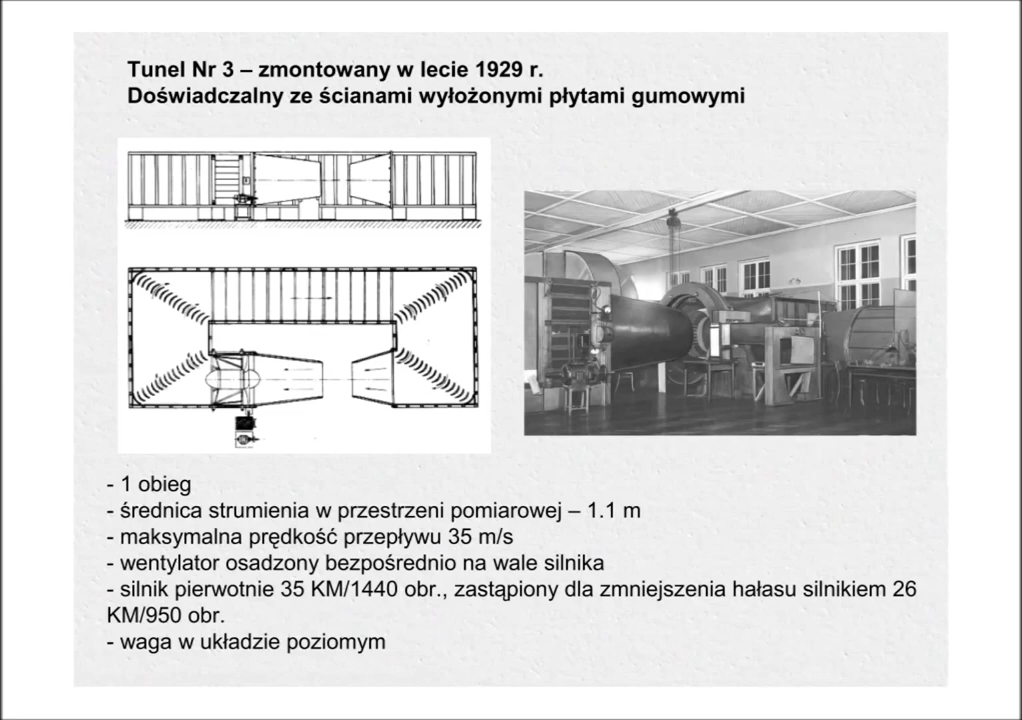 Tunel Nr 3 – zmontowany w lecie 1929 r.
Doświadczalny ze ścianami wyłożonymi płytami gumowymi
- 1 obieg
- średnica strumienia w przestrzeni pomiarowej – 1.1 m
- maksymalna prędkość przepływu 35 m/s
- wentylator osadzony bezpośrednio na wale silnika
- silnik pierwotnie 35 KM/1440 obr., zastąpiony dla zmniejszenia hałasu silnikiem 26
KM/950 obr.
- waga w układzie poziomym